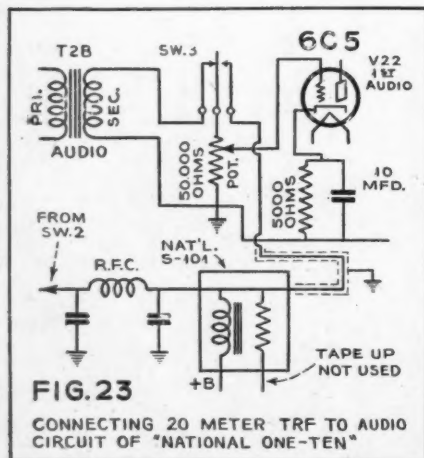 T2B
SW.3
6C5
V22
1ST
AUDIO
PRI.
SEC.
AUDIO
50,000
OHMS
POT.
5000
OHMS
10
MFD.
FROM
SW.2
R.F.C.
NAT'L.
S-101
+B
TAPE UP
NOT USED
FIG.23
CONNECTING 20 METER TRF TO AUDIO
CIRCUIT OF "NATIONAL ONE-TEN"